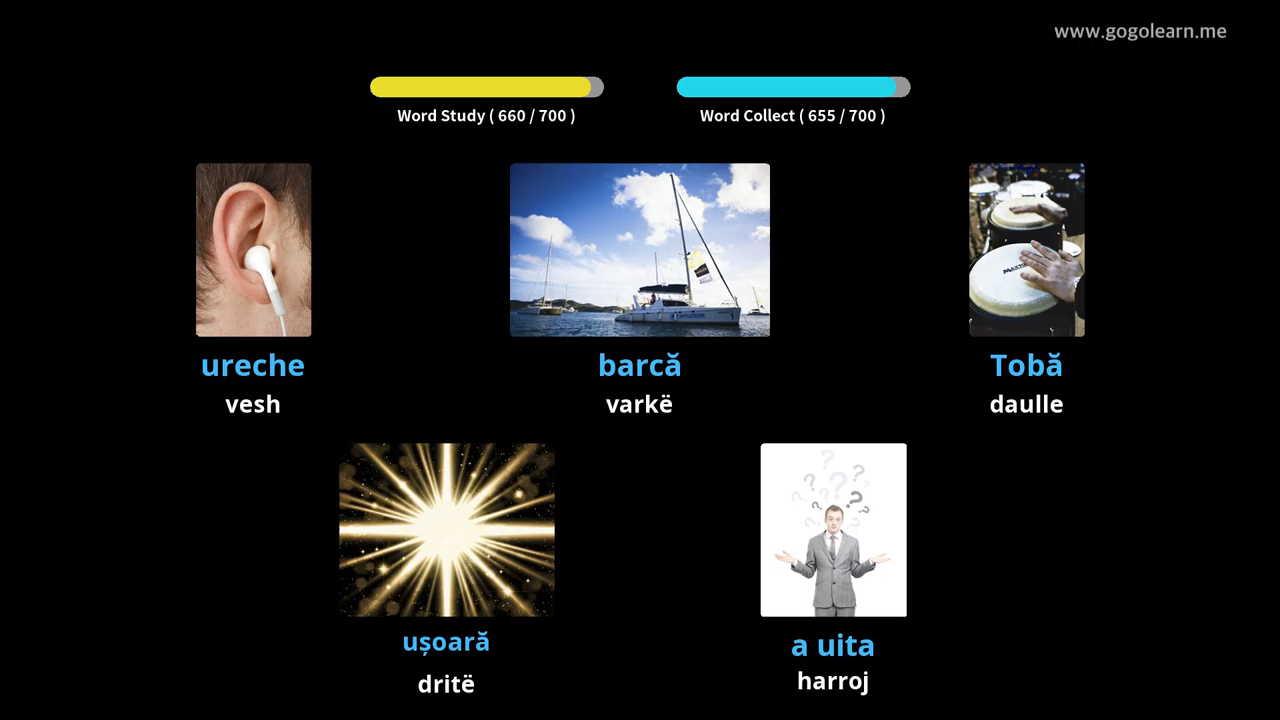 www.gogolearn.me
Word Study ( 660 / 700 )
Word Collect ( 655 / 700 )
ureche
barcă
Tobă
vesh
varkë
daulle
ușoară
a uita
dritë
harroj